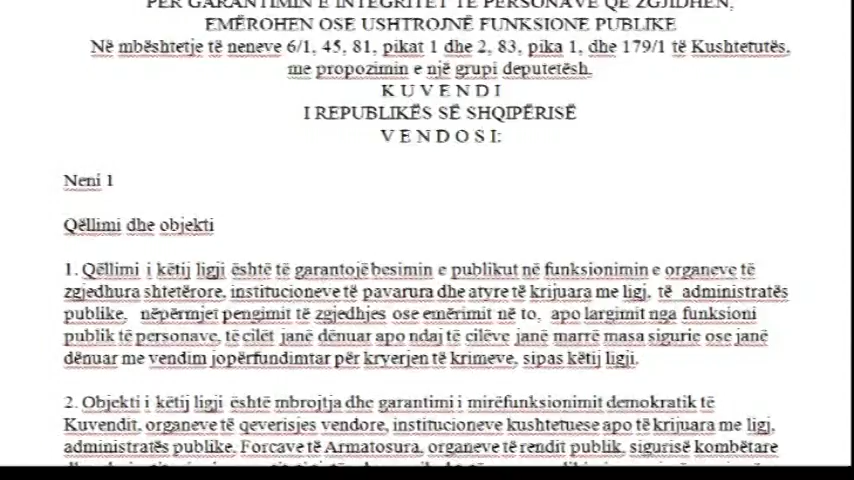 PËR GARANTIMIN E INTEGRITETIT TË PERSONAVE QË ZGJIDHEN,
EMËROHEN OSE USHTROJNË FUNKSIONE PUBLIKE
Në mbështetje të neneve 6/1, 45, 81, pikat 1 dhe 2, 83, pika 1, dhe 179/1 të Kushtetutës,
me propozimin e një grupi deputetësh,
K U V E N D I
I REPUBLIKËS SË SHQIPËRISË
V E N D O S I:
Neni 1
Qëllimi dhe objekti
1. Qëllimi i këtij ligji është të garantojë besimin e publikut në funksionimin e organeve të
zgjedhura shtetërore, institucioneve të pavarura dhe atyre të krijuara me ligj, të administratës
publike, nëpërmjet pengimit të zgjedhjes ose emërimit në to, apo largimit nga funksioni
publik të personave, të cilët janë dënuar apo ndaj të cilëve janë marrë masa sigurie ose janë
dënuar me vendim jopërfundimtar për kryerjen të krimeve, sipas këtij ligji.
2. Objekti i këtij ligji është mbrojtja dhe garantimi i mirëfunksionimit demokratik të
Kuvendit, organeve të qeverisjes vendore, institucioneve kushtetuese apo të krijuara me ligj,
administratës publike, Forcave të Armatosura, organeve të rendit publik, sigurisë kombëtare